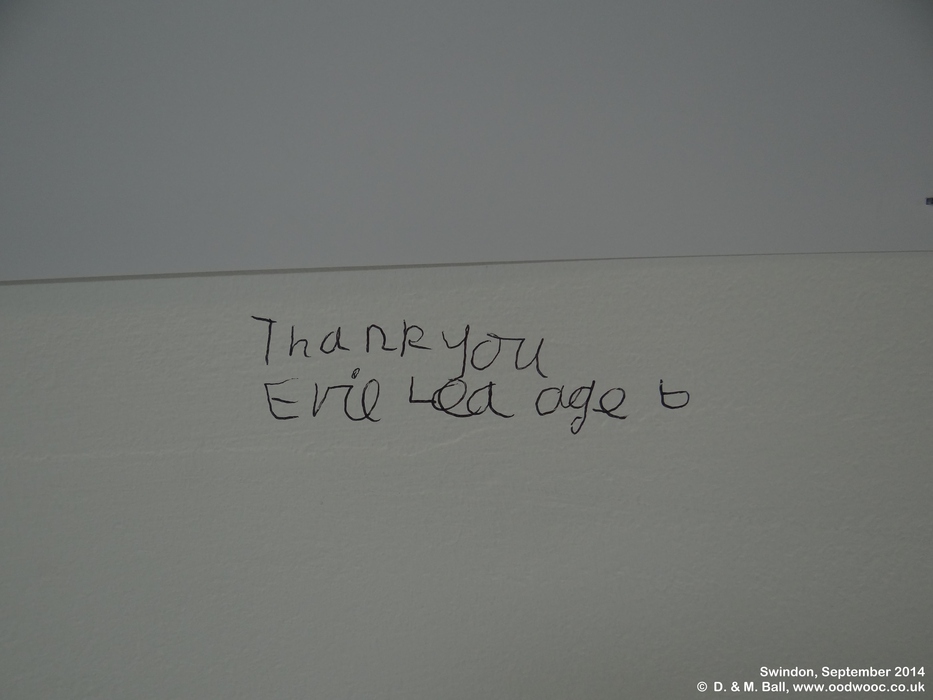 Thank you
Evie Lea age 6
Swindon, September 2014
© D. & M. Ball, www.oodwooc.co.uk